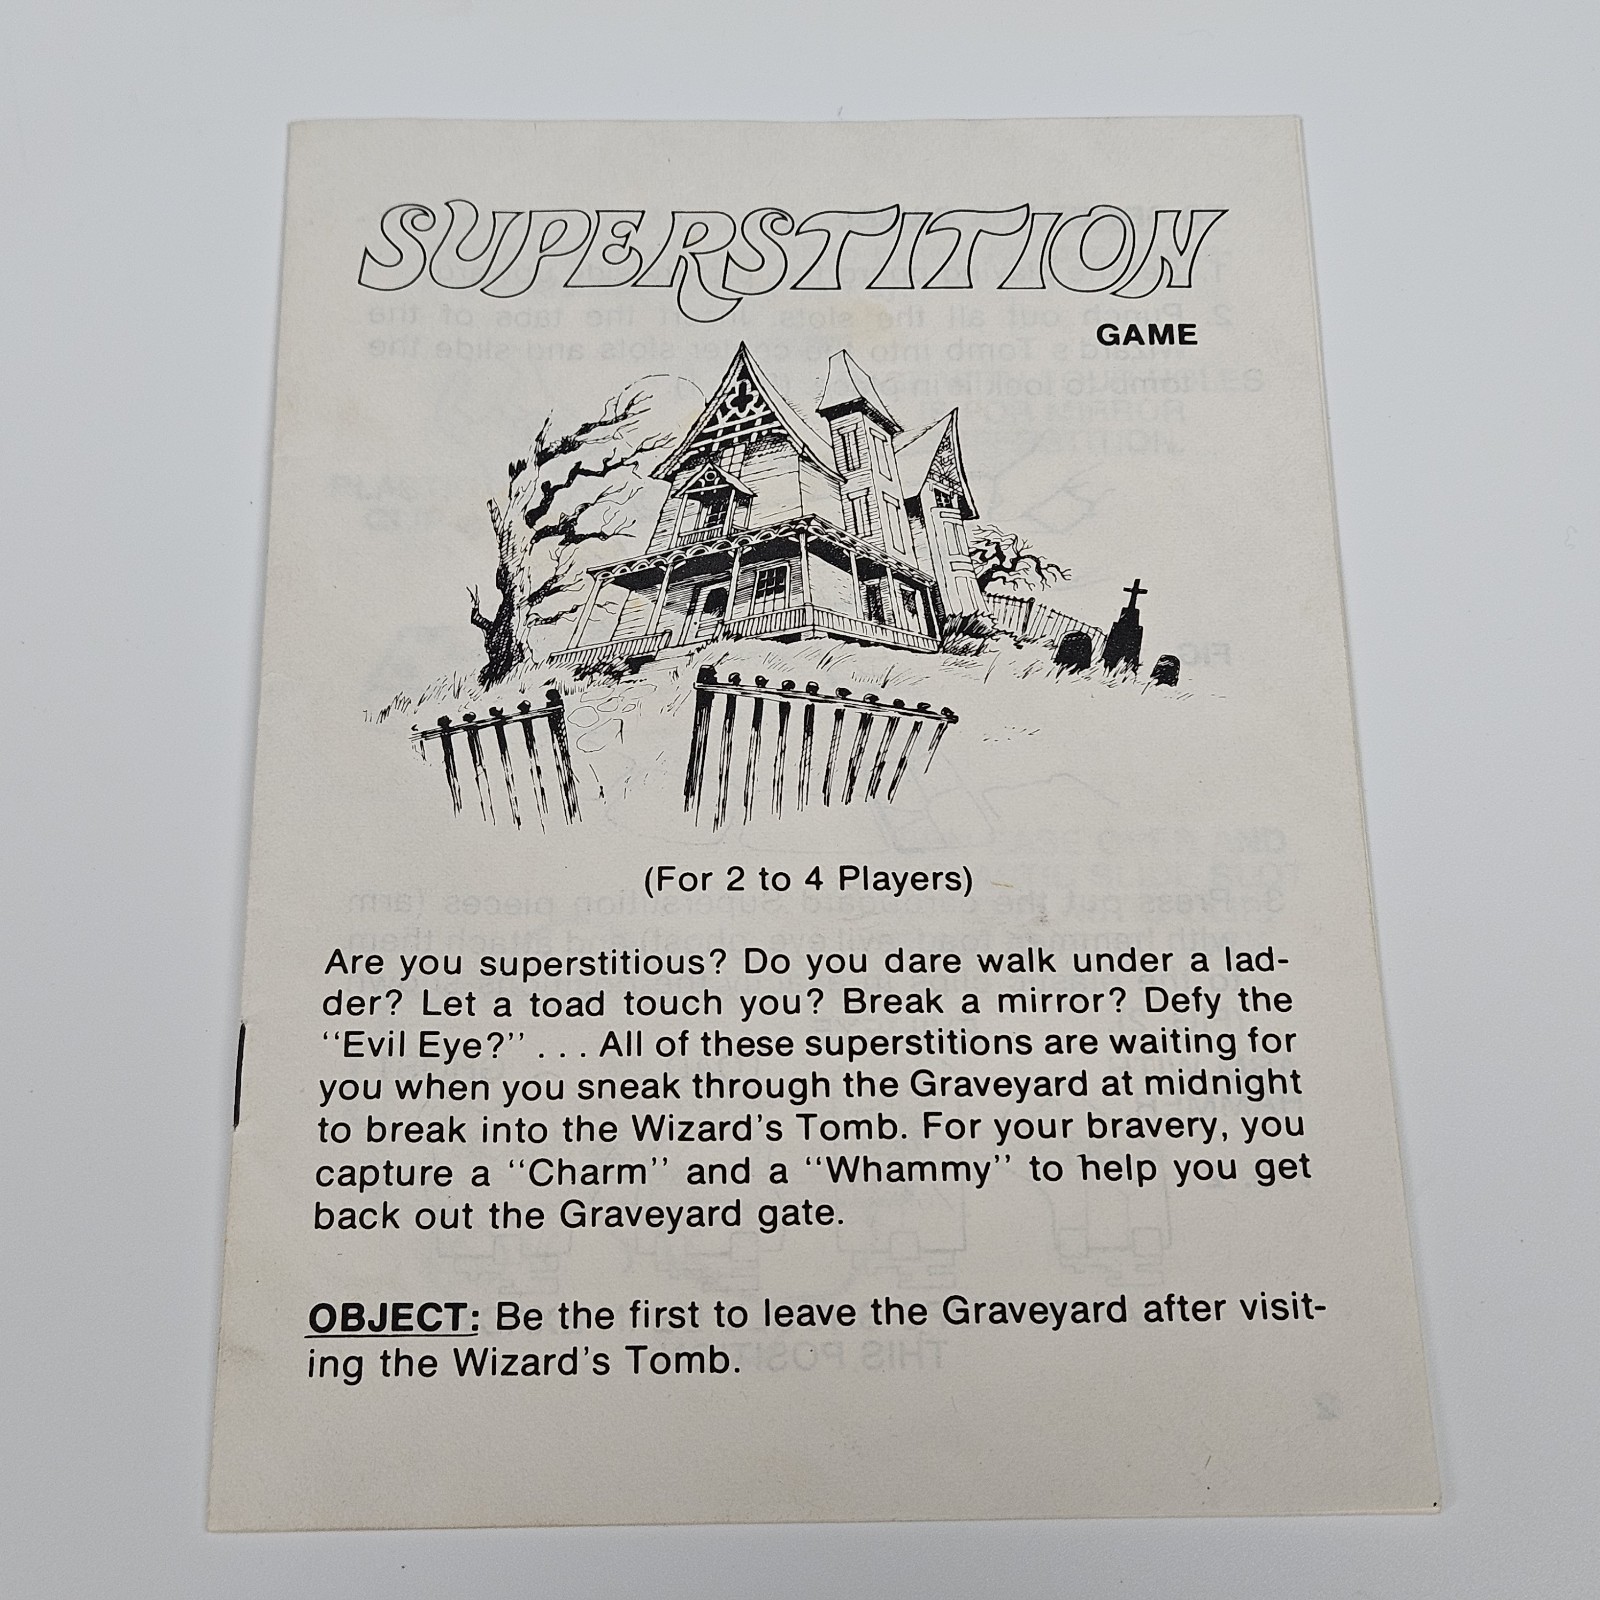 SUPERSTITION
GAME
(For 2 to 4 Players)
Are you superstitious? Do you dare walk under a lad-
der? Let a toad touch you? Break a mirror? Defy the
"Evil Eye?" . . . All of these superstitions are waiting for
you when you sneak through the Graveyard at midnight
to break into the Wizard's Tomb. For your bravery, you
capture a "Charm" and a "Whammy" to help you get
back out the Graveyard gate.
OBJECT: Be the first to leave the Graveyard after visit-
ing the Wizard's Tomb.